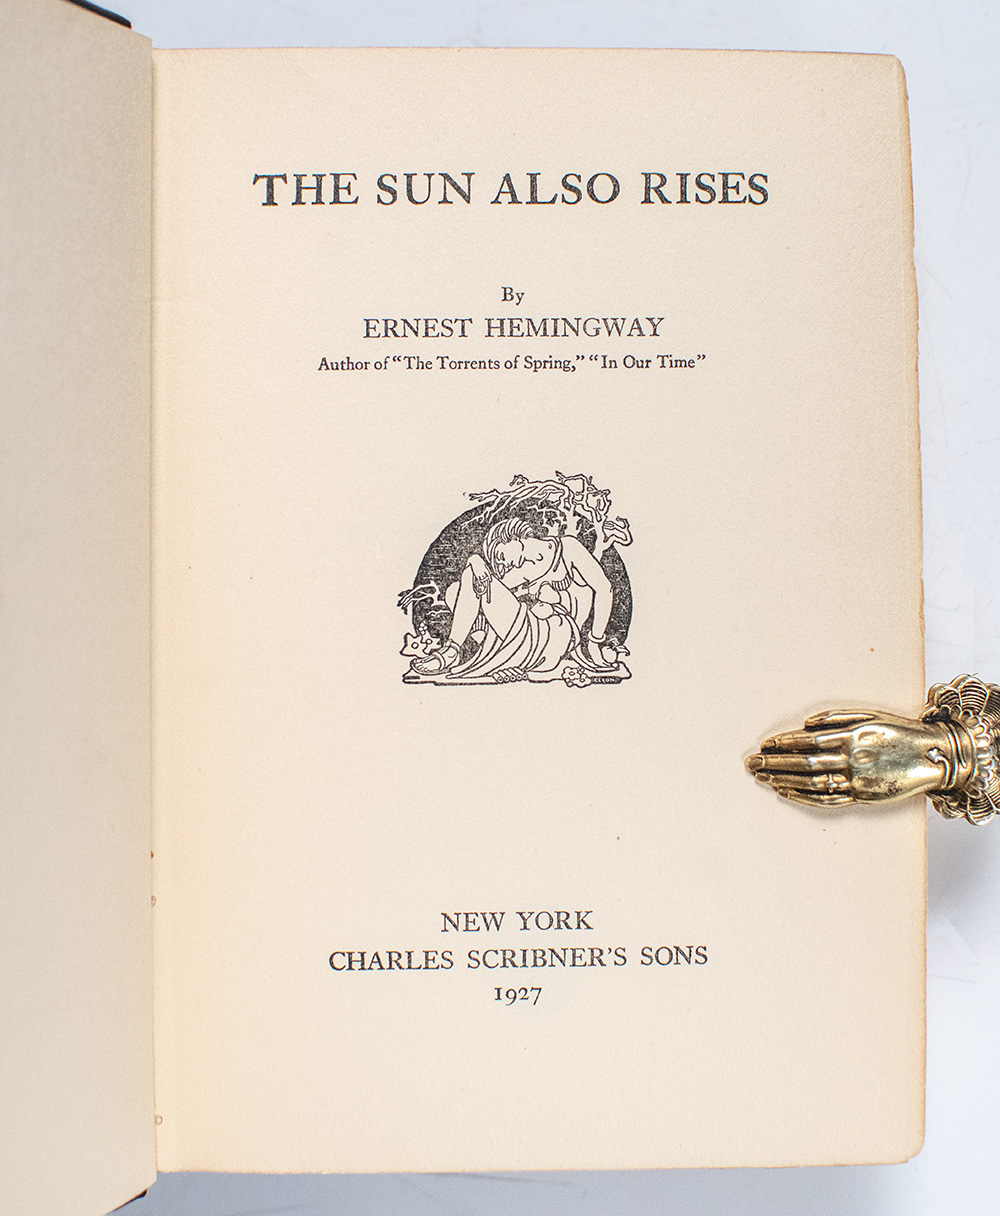 THE SUN ALSO RISES
By
ERNEST HEMINGWAY
Author of “The Torrents of Spring,” “In Our Time”
NEW YORK
CHARLES SCRIBNER'S SONS
1927